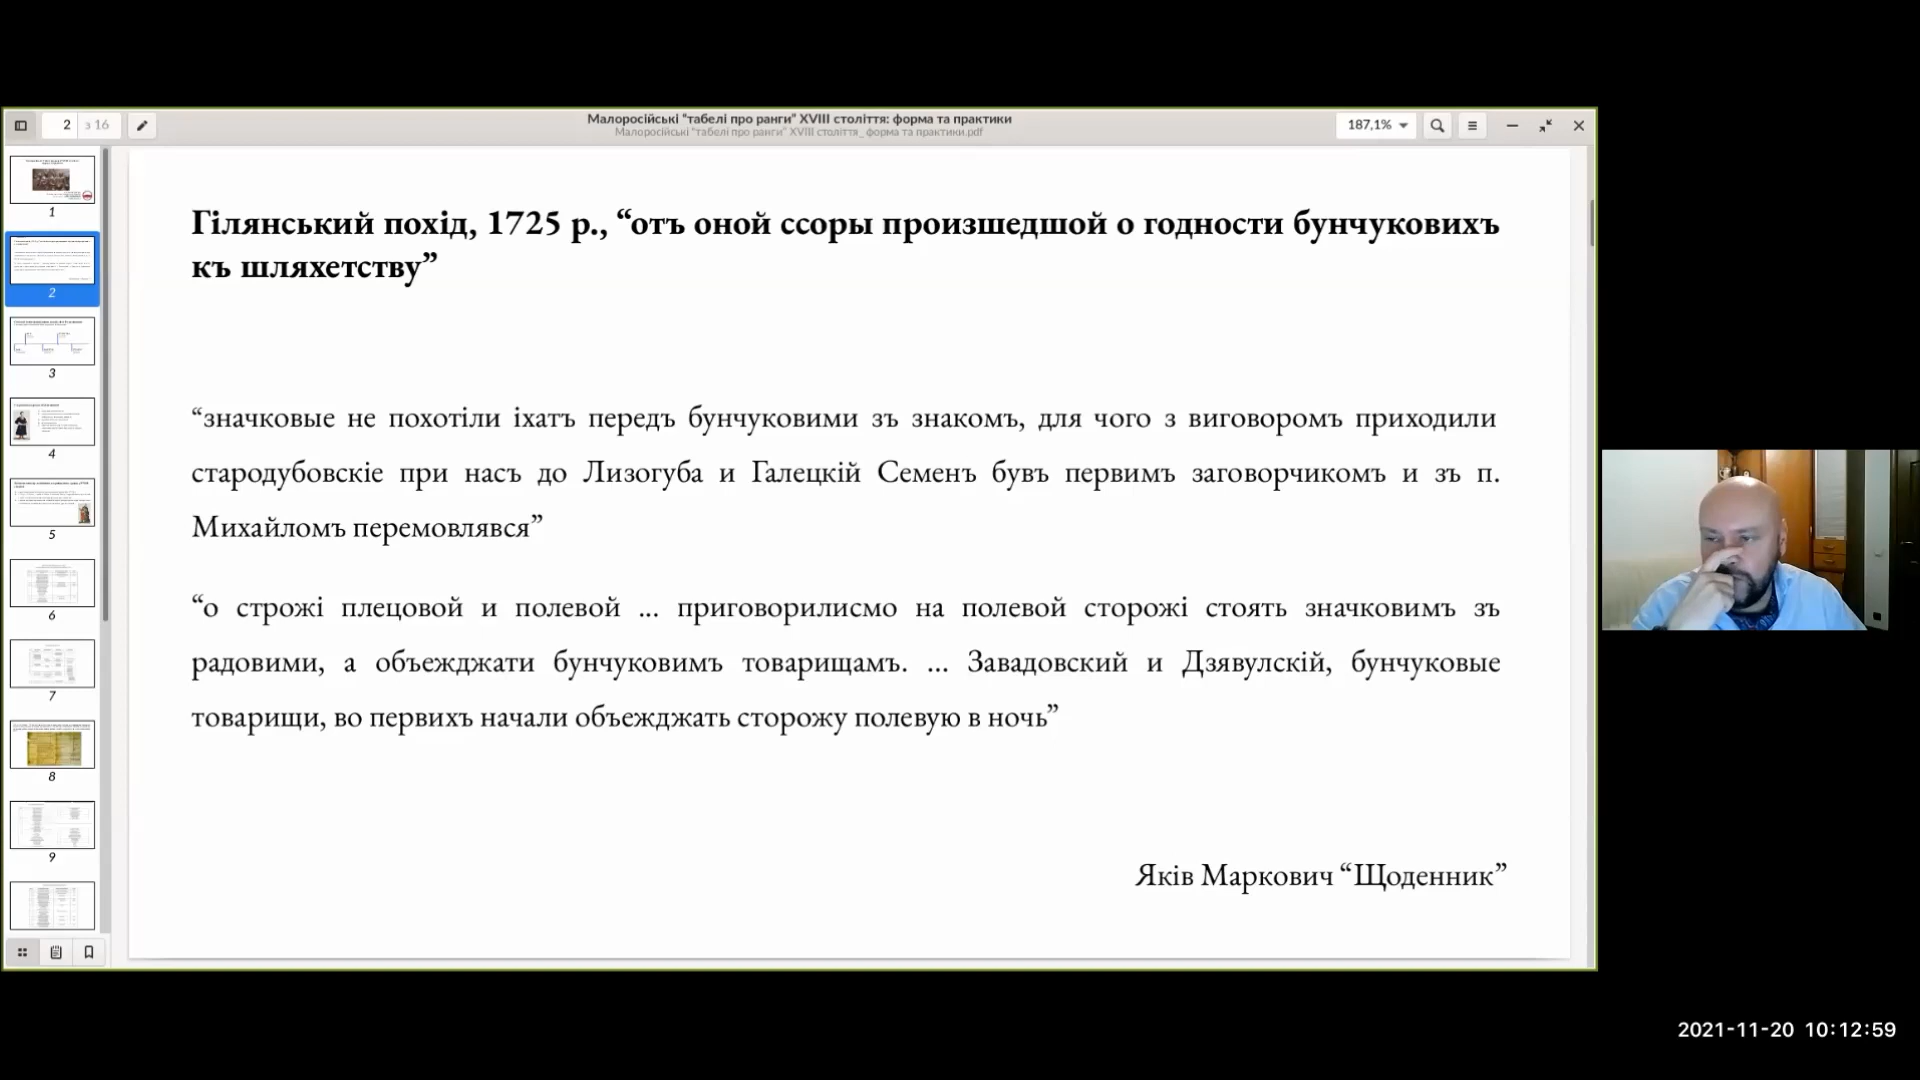 2 з 16
Малоросійські “табелі про ранги” XVIII століття: форма та практики
Малоросійські “табелі про ранги” XVIII століття_ форма та практики.pdf
187,1%
1
2
3
4
5
6
7
8
9
Гілянський похід, 1725 р., “отъ оной ссоры произшедшой о годности бунчуковихъ
къ шляхетству”
“значковые не похотіли іхатъ передъ бунчуковими зъ знакомъ, для чого з виговоромъ приходили
стародубовскіе при насъ до Лизогуба и Галецкій Семенъ бувъ первимъ заговорчикомъ и зъ п.
Михайломъ перемовлявся”
“о строжі плецовой и полевой ... приговорилисмо на полевой сторожі стоять значковимъ зъ
радовими, а объежджати бунчуковимъ товарищамъ. ... Завадовский и Дзявулскій, бунчуковые
товарищи, во первихъ начали объежджать сторожу полевую в ночь”
Яків Маркович “Щоденник”
2021-11-20 10:12:59